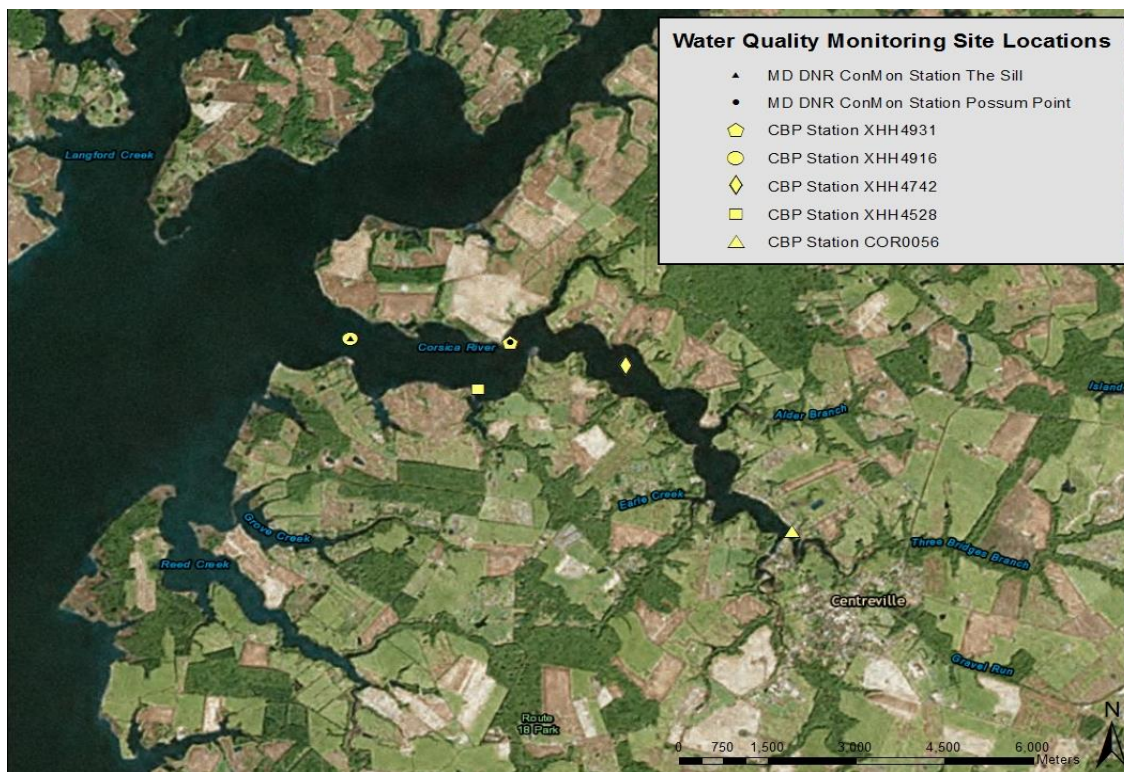 Water Quality Monitoring Site Locations
MD DNR ConMon Station The Sill
MD DNR ConMon Station Possum Point
CBP Station XHH4931
CBP Station XHH4916
CBP Station XHH4742
CBP Station XHH4528
CBP Station COR0056
Langford Creek
Corsica River
Island
Alder Branch
Earle Creek
Grove Creek
Three Bridges Branch
Reed Creek
Centreville
Gravel Run
Route
18 Park
N
0 750 1,500 3,000 4,500 6,000
Meters